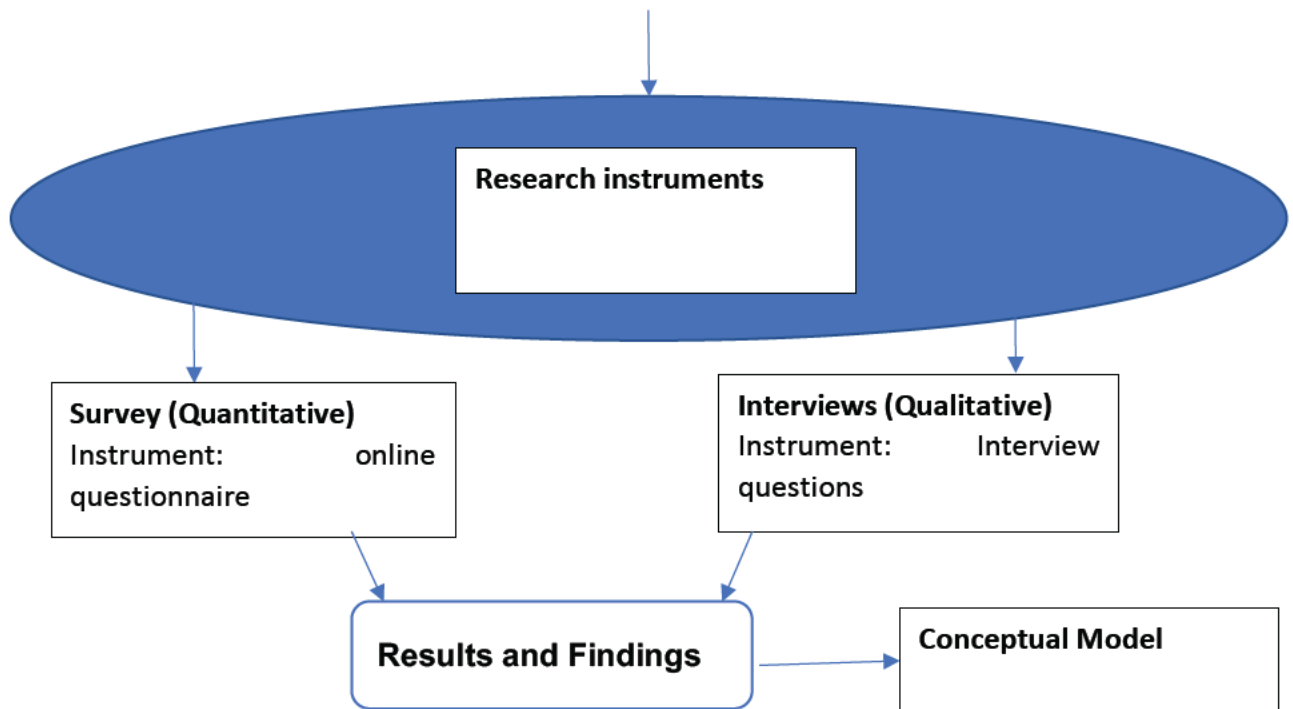 Research instruments
Survey (Quantitative)
Instrument: online
questionnaire
Interviews (Qualitative)
Instrument: Interview
questions
Results and Findings
Conceptual Model